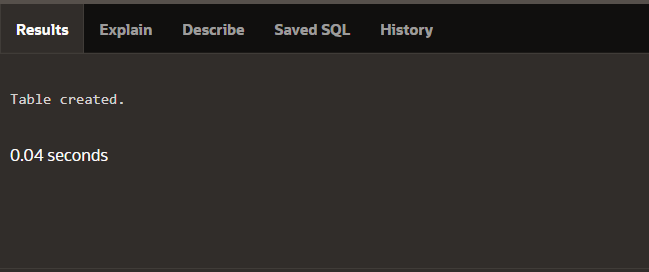 Results Explain Describe Saved SQL History
Table created.
0.04 seconds